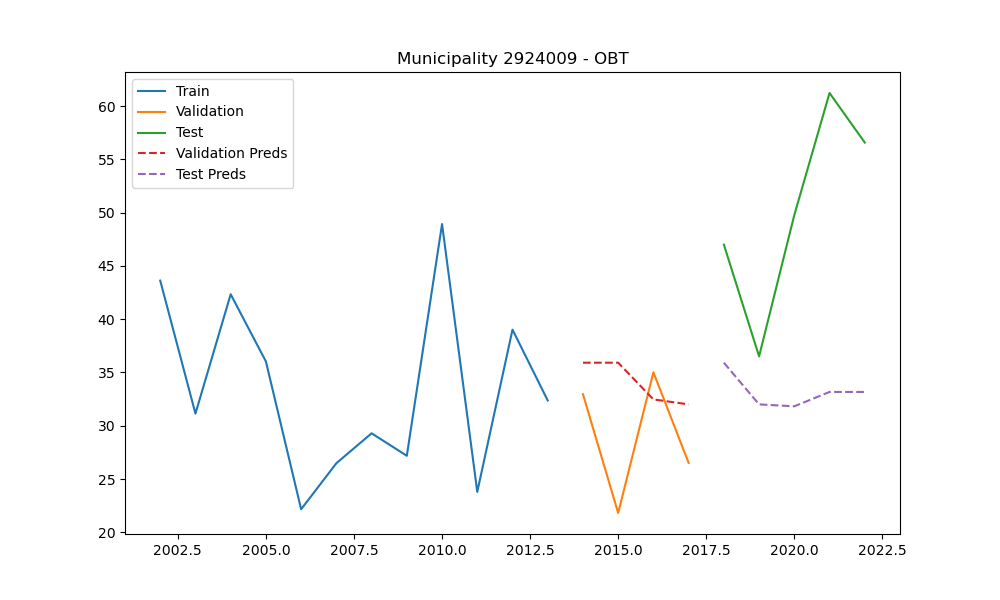 Municipality 2924009 - OBT
Train
Validation
Test
Validation Preds
Test Preds
60
55
50
45
40
35
30
25
20
2002.5 2005.0 2007.5 2010.0 2012.5 2015.0 2017.5 2020.0 2022.5